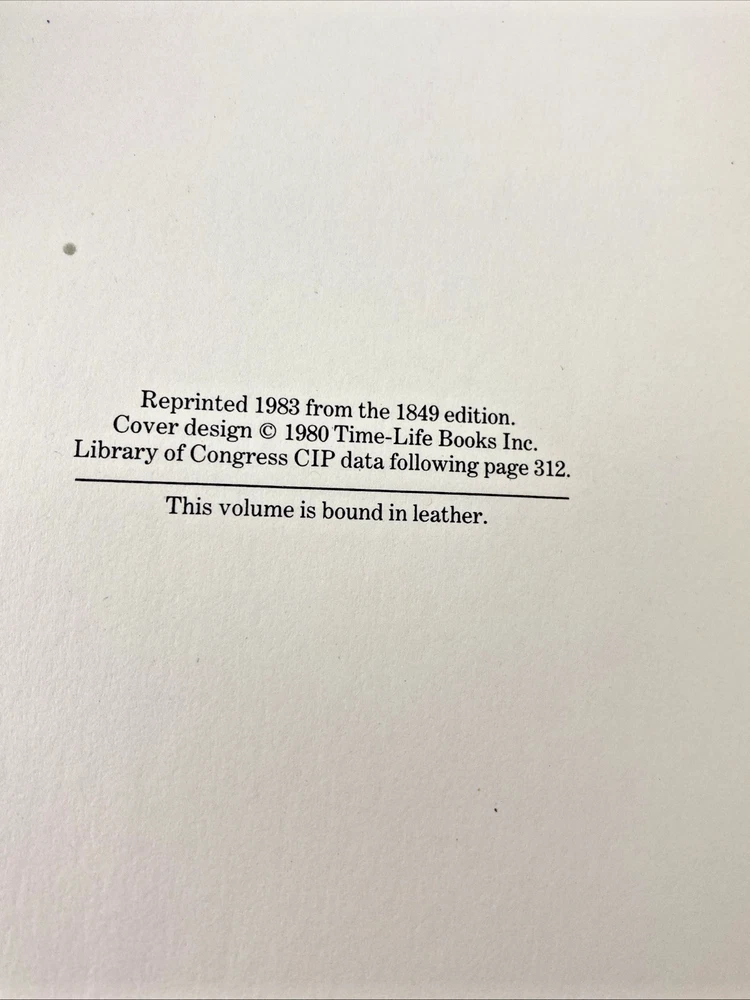 Reprinted 1983 from the 1849 edition.
Cover design © 1980 Time-Life Books Inc.
Library of Congress CIP data following page 312.
This volume is bound in leather.